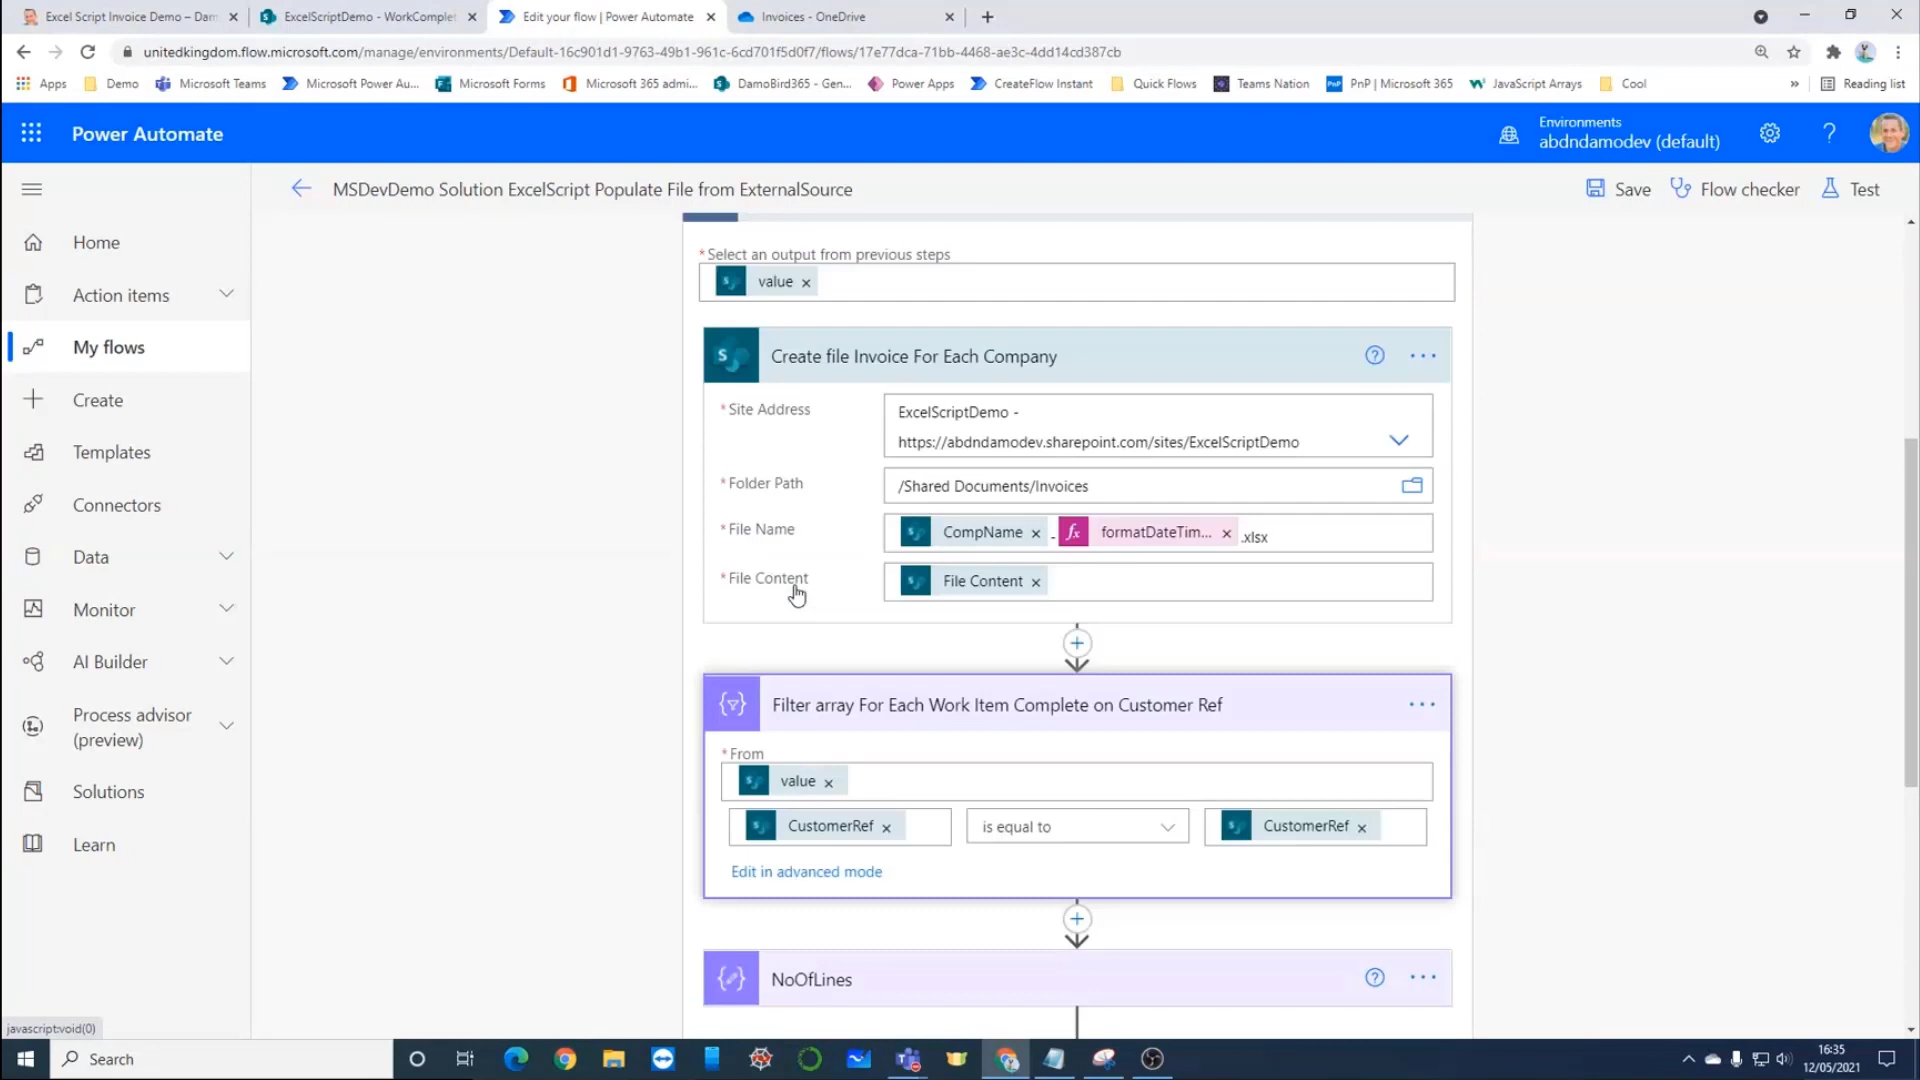 Excel Script Invoice Demo – Dam
ExcelScriptDemo - WorkComplet
Edit your flow | Power Automate
Invoices - OneDrive
unitedkingdom.flow.microsoft.com/manage/environments/Default-16c901d1-9763-49b1-961c-6cd701f5d0f7/flows/17e77dca-71bb-4468-ae3c-4dd14cd387cb
Apps
Demo
Microsoft Teams
Microsoft Power Au...
Microsoft Forms
Microsoft 365 admi...
DamoBird365 - Gen...
Power Apps
CreateFlow Instant
Quick Flows
Teams Nation
PnP | Microsoft 365
JavaScript Arrays
Cool
»
Reading list
Power Automate
Environments
abdndamodev (default)
MSDevDemo Solution ExcelScript Populate File from ExternalSource
Save
Flow checker
Test
Home
Action items
My flows
Create
Templates
Connectors
Data
Monitor
AI Builder
Process advisor
(preview)
Solutions
Learn
* Select an output from previous steps
value
Create file Invoice For Each Company
* Site Address
ExcelScriptDemo -
https://abdndamodev.sharepoint.com/sites/ExcelScriptDemo
* Folder Path
/Shared Documents/Invoices
* File Name
CompName - formatDateTim... .xlsx
* File Content
File Content
Filter array For Each Work Item Complete on Customer Ref
* From
value
CustomerRef
is equal to
CustomerRef
Edit in advanced mode
NoOfLines
javascript:void(0)
Search
16:35
12/05/2021